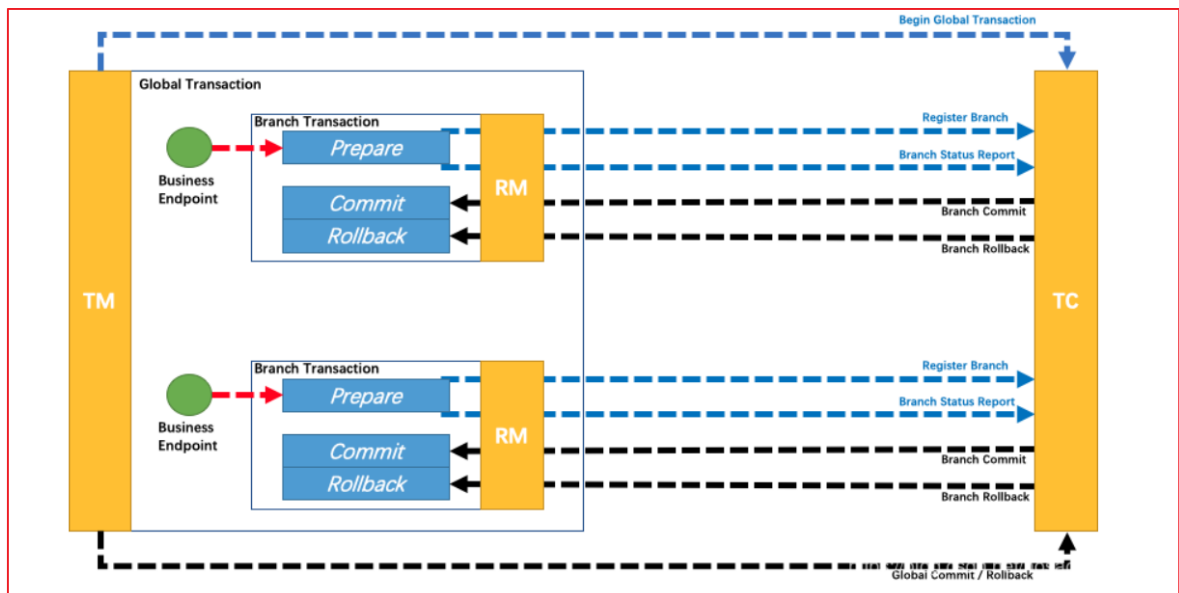 Begin Global Transaction
Global Transaction
Branch Transaction
Prepare
Register Branch
Branch Status Report
Business
Endpoint
RM
Commit
Branch Commit
Rollback
Branch Rollback
TM
TC
Branch Transaction
Prepare
Register Branch
Branch Status Report
Business
Endpoint
RM
Commit
Branch Commit
Rollback
Branch Rollback
Global Commit / Rollback